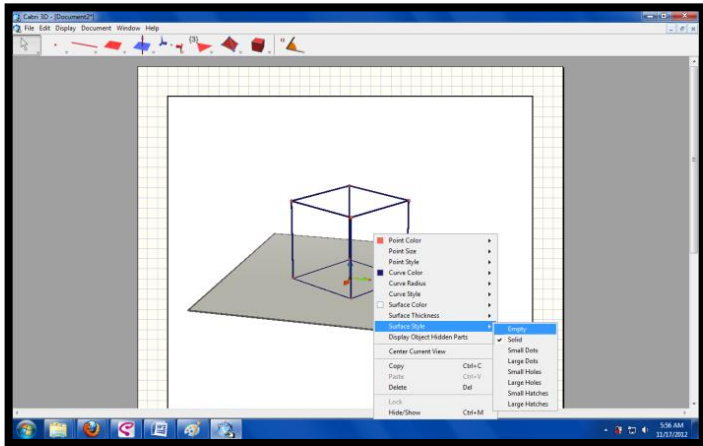 Cabri 3D - [Document2*]
File Edit Display Document Window Help
Point Color
Point Size
Point Style
Curve Color
Curve Radius
Curve Style
Surface Color
Surface Thickness
Surface Style
Display Object Hidden Parts
Center Current View
Copy Ctrl+C
Paste Ctrl+V
Delete Del
Lock
Hide/Show Ctrl+M
Empty
Solid
Small Dots
Large Dots
Small Holes
Large Holes
Small Hatches
Large Hatches
5:56 AM
11/17/2012